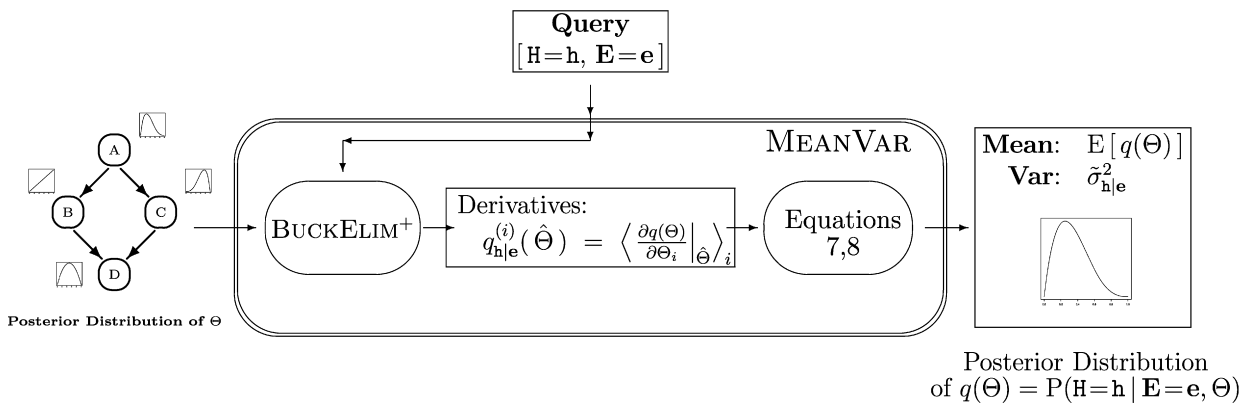 Query
[H=h, E=e]
MEANVAR
Mean: E[q(Θ)]
Var: σ̃²h|e
A
B
C
D
BUCKELIM⁺
Derivatives:
q⁽ⁱ⁾h|e(Θ̂) = ⟨∂q(Θ)/∂Θi |Θ̂⟩i
Equations
7,8
Posterior Distribution of Θ
Posterior Distribution
of q(Θ) = P(H=h | E=e, Θ)